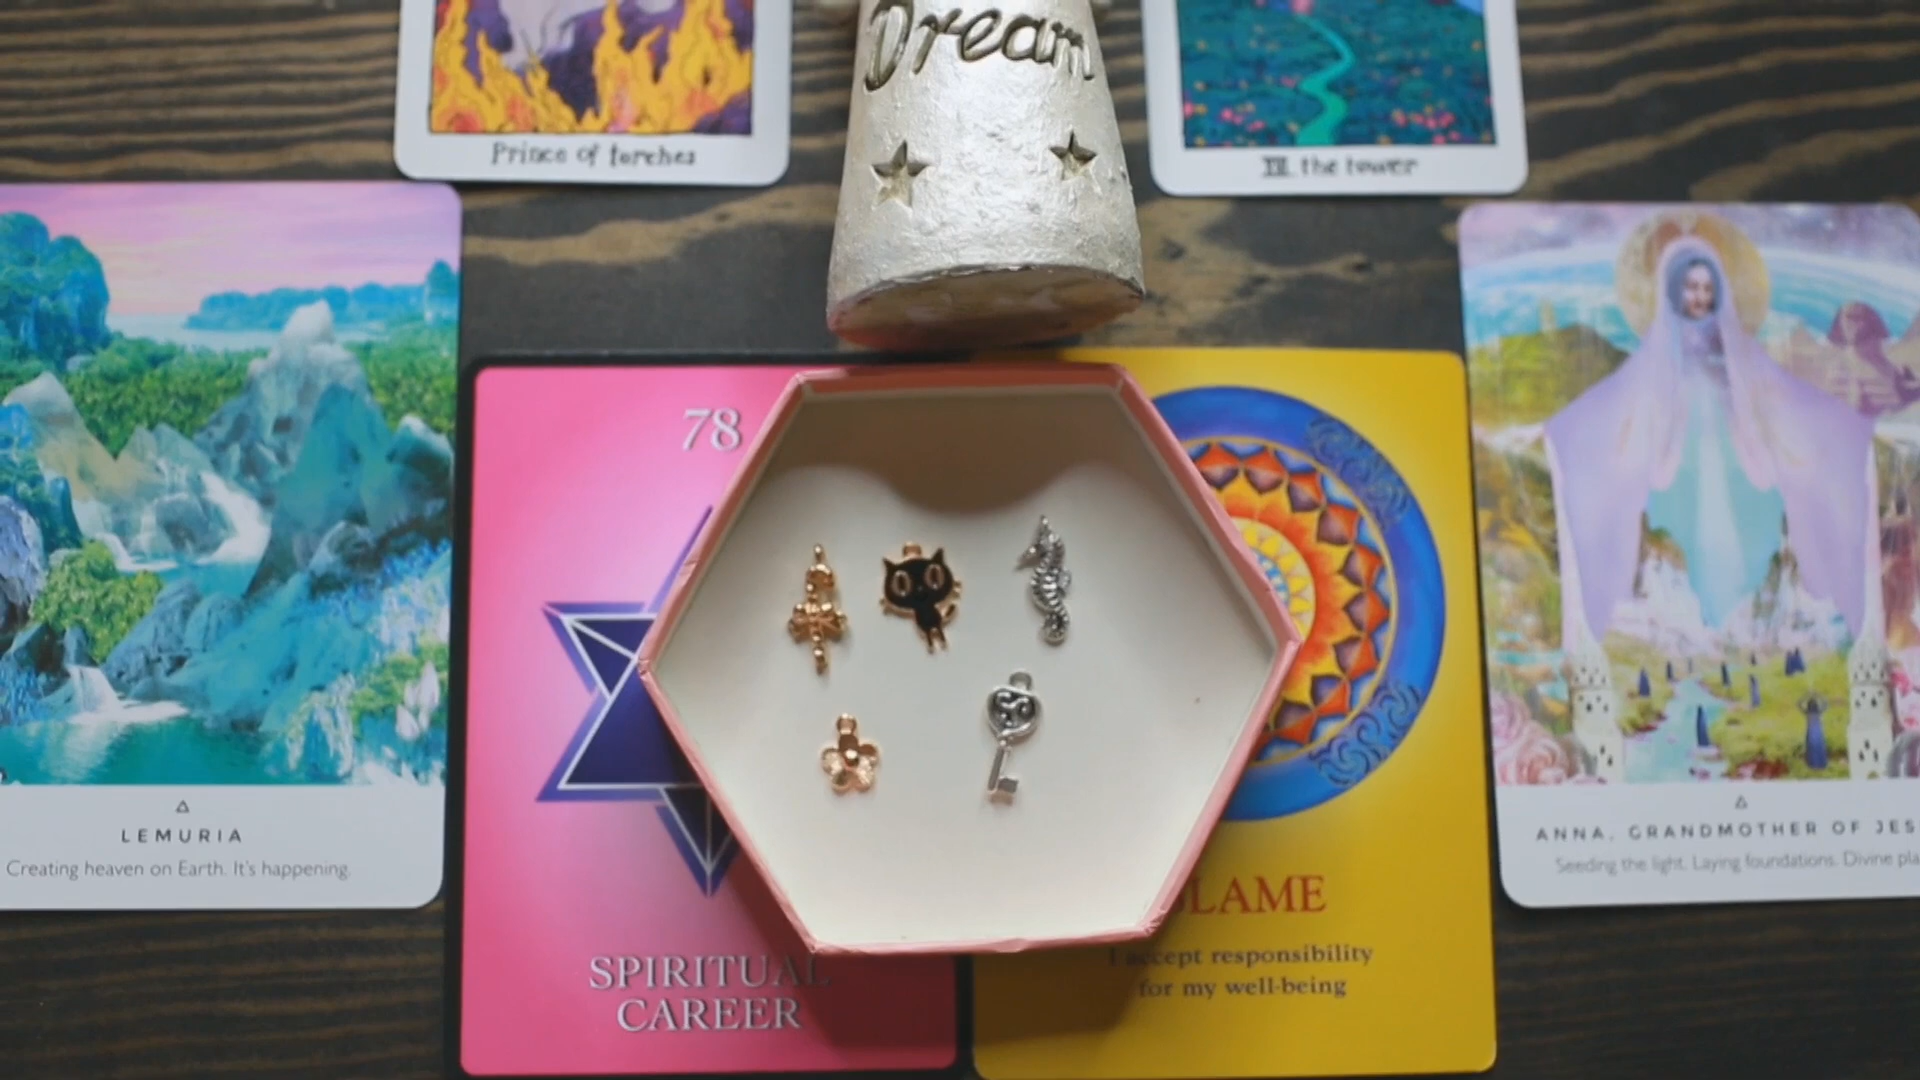 Dream
Prince of torches
the tower
78
LEMURIA
Creating heaven on Earth. It's happening.
ANNA, GRANDMOTHER OF JES
Seeding the light. Laying foundations. Divine pla
LAME
I accept responsibility
for my well-being
SPIRITUAL
CAREER